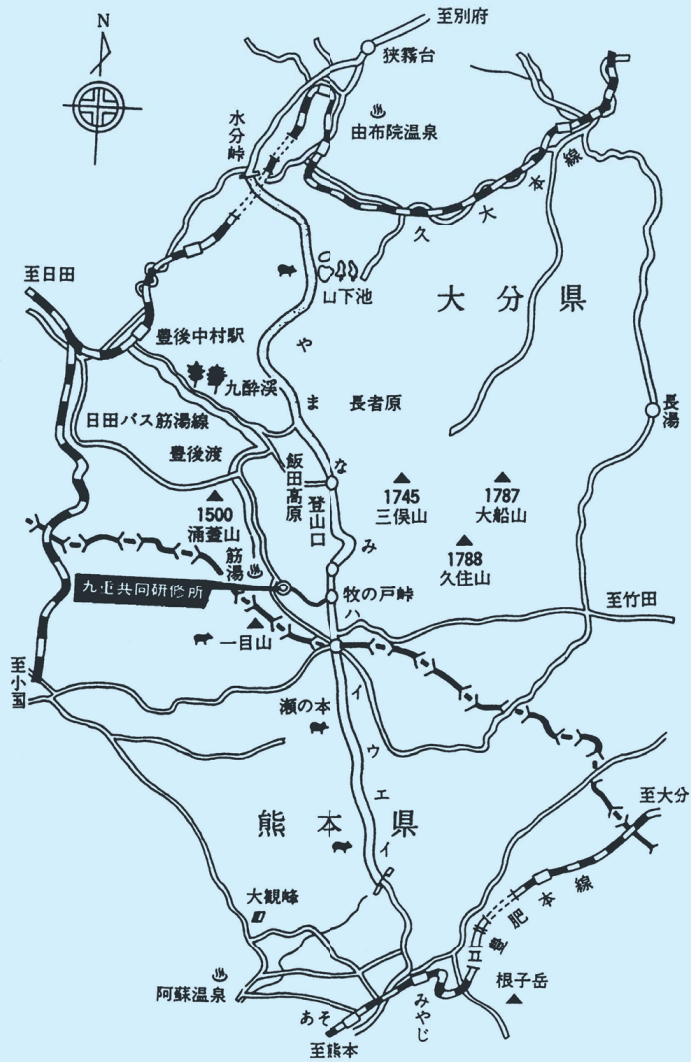 N
至別府
狭霧台
由布院温泉
水分峠
久大本線
至日田
山下池
大分県
豊後中村駅
九酔渓
やまなみハイウエイ
長者原
日田バス筋湯線
豊後渡
飯田高原
登山口
長湯
1500
涌蓋山
1745
三俣山
1787
大船山
1788
久住山
筋湯
九重共同研修所
牧の戸峠
至竹田
一目山
至小国
瀬の本
熊本県
至大分
大観峰
豊肥本線
阿蘇温泉
根子岳
あそ
みやじ
至熊本